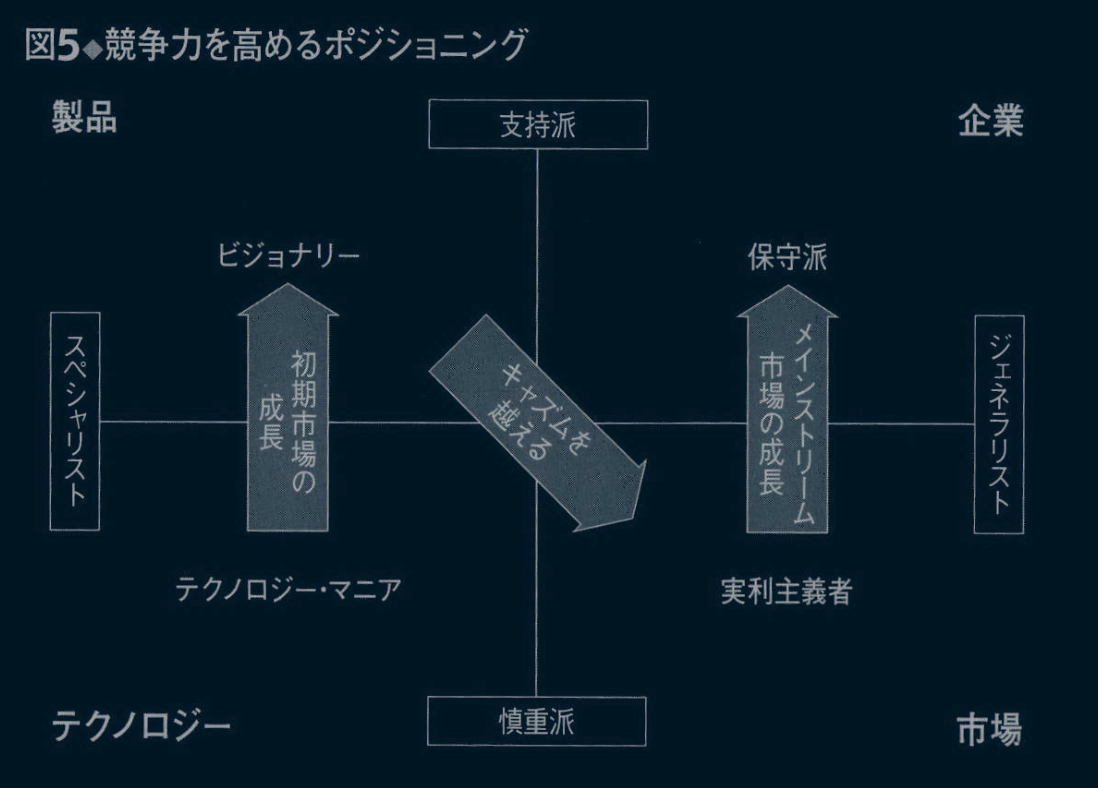 図5◆競争力を高めるポジショニング
製品
支持派
企業
ビジョナリー
保守派
スペシャリスト
初期市場の
成長
キャズムを
越える
メインストリーム
市場の成長
ジェネラリスト
テクノロジー・マニア
実利主義者
テクノロジー
慎重派
市場